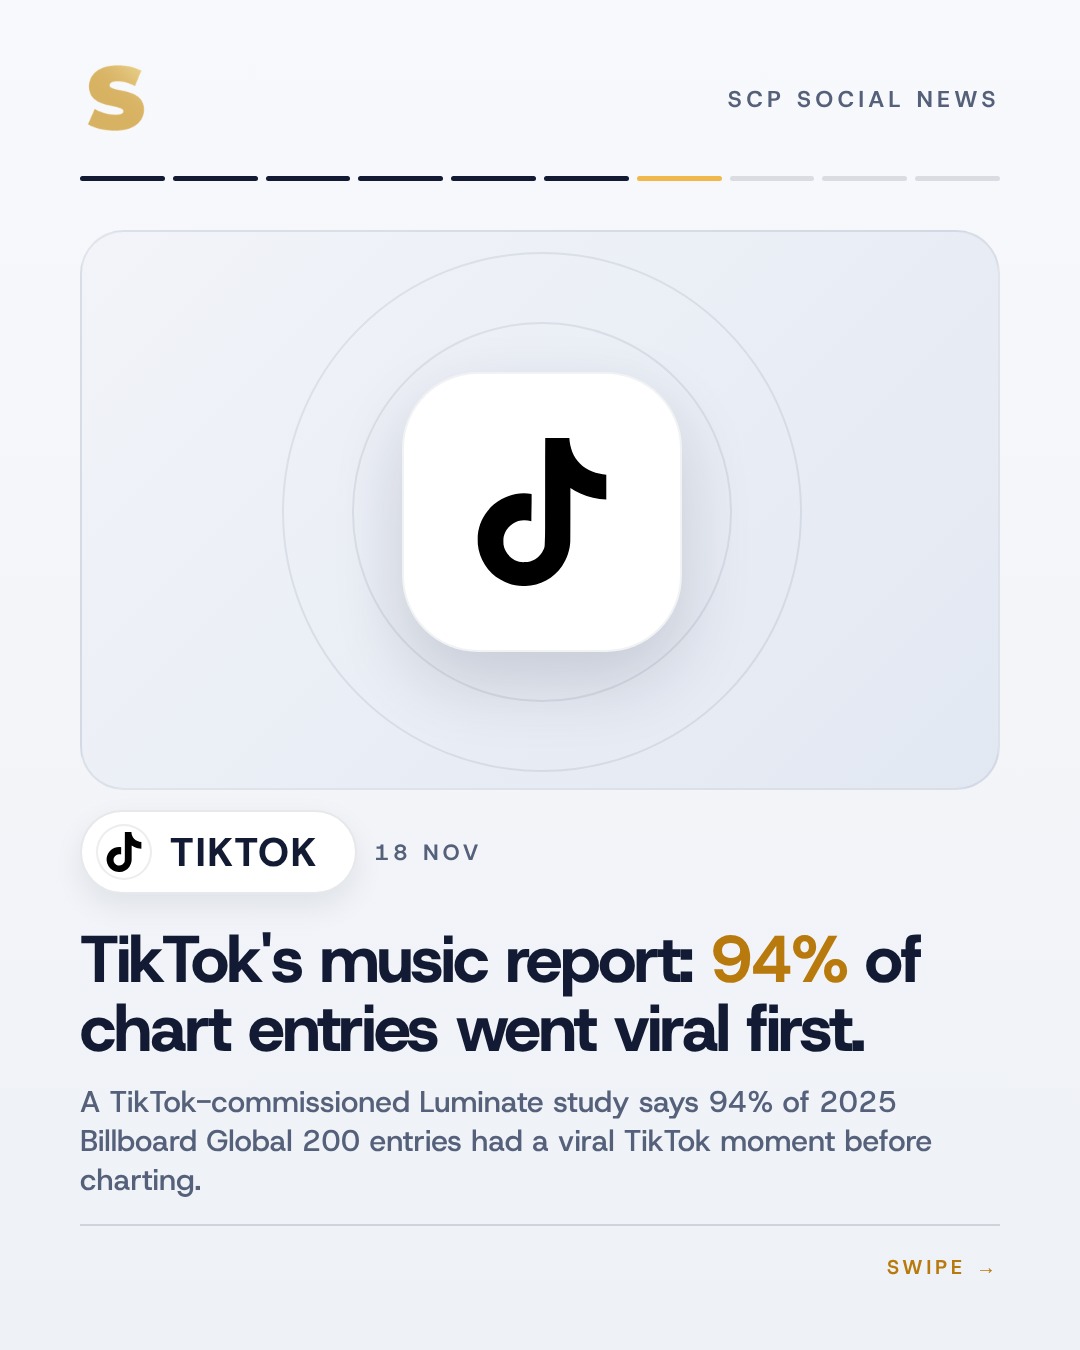 S
SCP SOCIAL NEWS
TIKTOK
18 NOV
TikTok's music report: 94% of
chart entries went viral first.
A TikTok-commissioned Luminate study says 94% of 2025
Billboard Global 200 entries had a viral TikTok moment before
charting.
SWIPE →